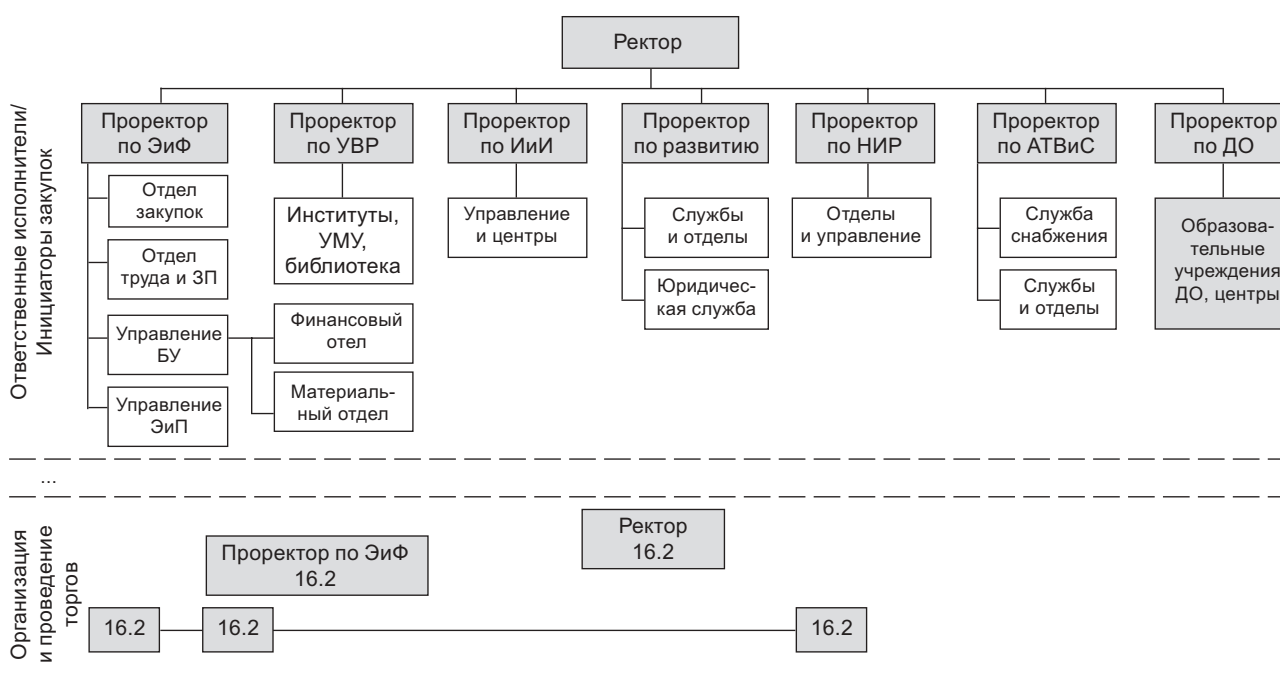 Ректор
Ответственные исполнители/
Инициаторы закупок
Проректор
по ЭиФ
Проректор
по УВР
Проректор
по ИиИ
Проректор
по развитию
Проректор
по НИР
Проректор
по АТВиС
Проректор
по ДО
Отдел
закупок
Отдел
труда и ЗП
Управление
БУ
Управление
ЭиП
Институты,
УМУ,
библиотека
Финансовый
отел
Материаль-
ный отдел
Управление
и центры
Службы
и отделы
Юридичес-
кая служба
Отделы
и управление
Служба
снабжения
Службы
и отделы
Образова-
тельные
учреждения
ДО, центры
...
Организация
и проведение
торгов
Проректор по ЭиФ
16.2
Ректор
16.2
16.2
16.2
16.2